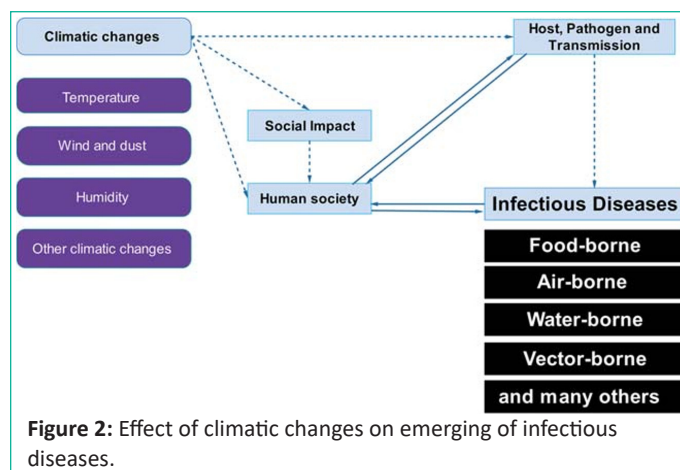 Climatic changes
Host, Pathogen and
Transmission
Temperature
Social Impact
Wind and dust
Humidity
Human society
Infectious Diseases
Other climatic changes
Food-borne
Air-borne
Water-borne
Vector-borne
and many others
Figure 2: Effect of climatic changes on emerging of infectious
diseases.